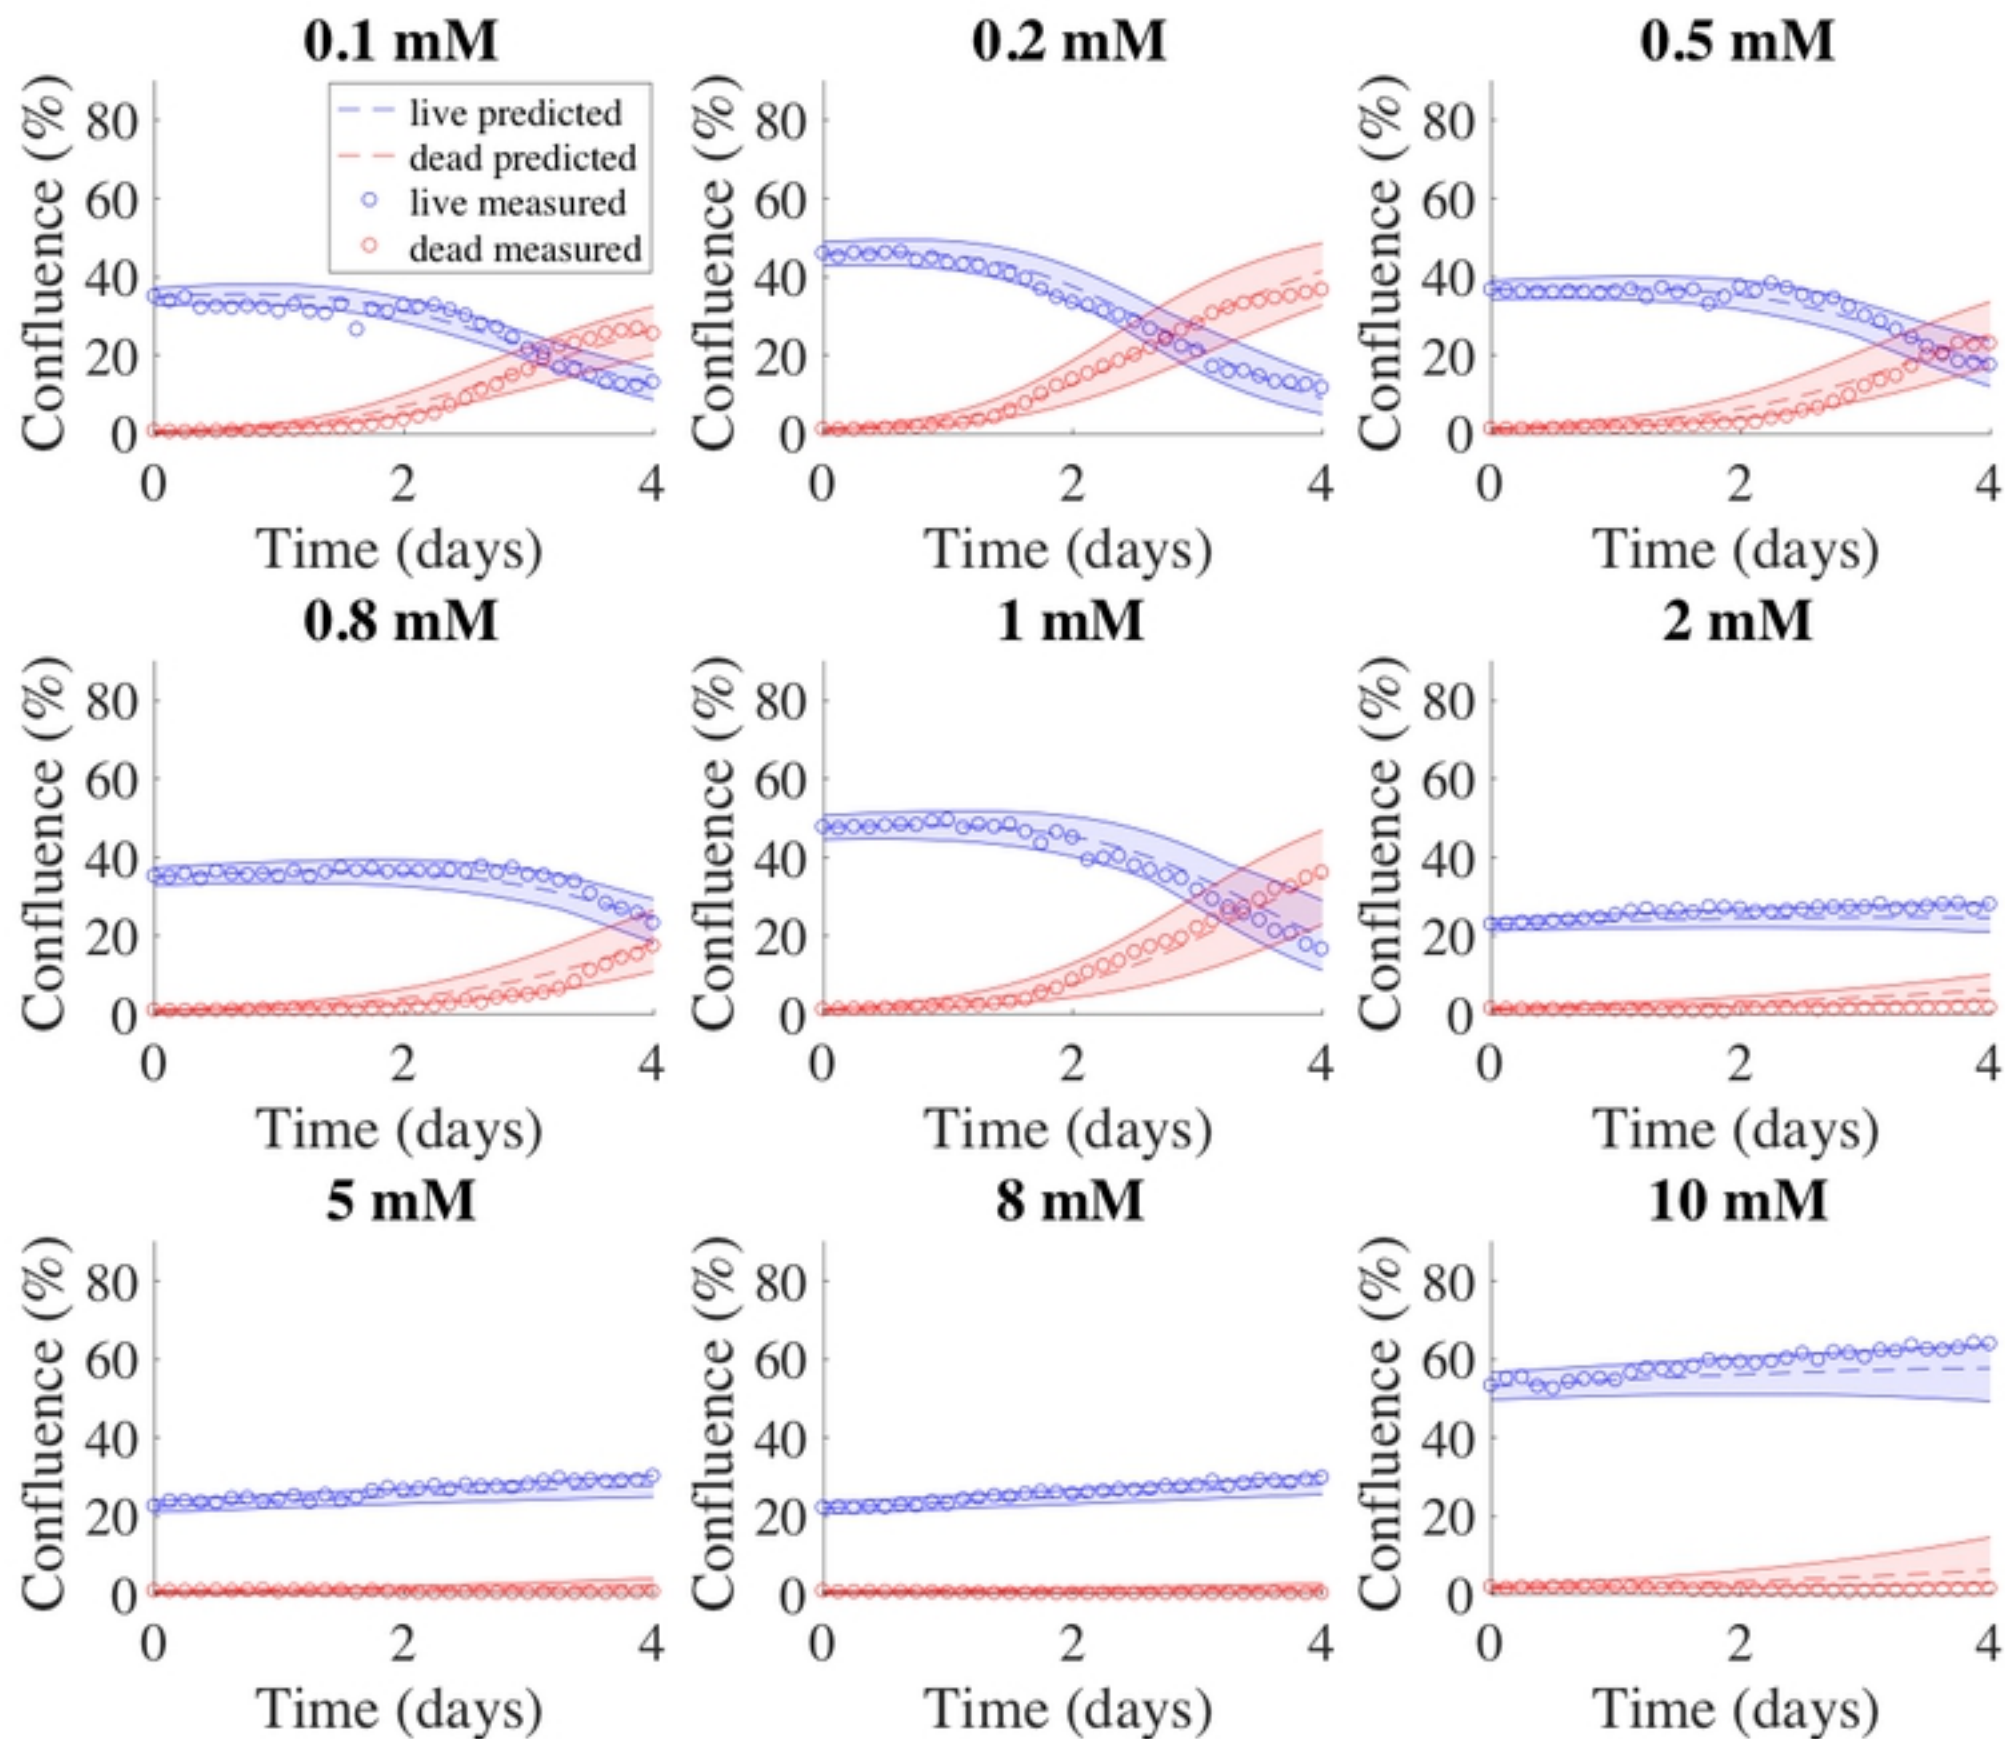 0.1 mM
0.2 mM
0.5 mM
Confluence (%)
80
60
40
20
0
live predicted
dead predicted
live measured
dead measured
0 2 4
Time (days)
Confluence (%)
80
60
40
20
0
0 2 4
Time (days)
Confluence (%)
80
60
40
20
0
0 2 4
Time (days)
0.8 mM
1 mM
2 mM
Confluence (%)
80
60
40
20
0
0 2 4
Time (days)
Confluence (%)
80
60
40
20
0
0 2 4
Time (days)
Confluence (%)
80
60
40
20
0
0 2 4
Time (days)
5 mM
8 mM
10 mM
Confluence (%)
80
60
40
20
0
0 2 4
Time (days)
Confluence (%)
80
60
40
20
0
0 2 4
Time (days)
Confluence (%)
80
60
40
20
0
0 2 4
Time (days)